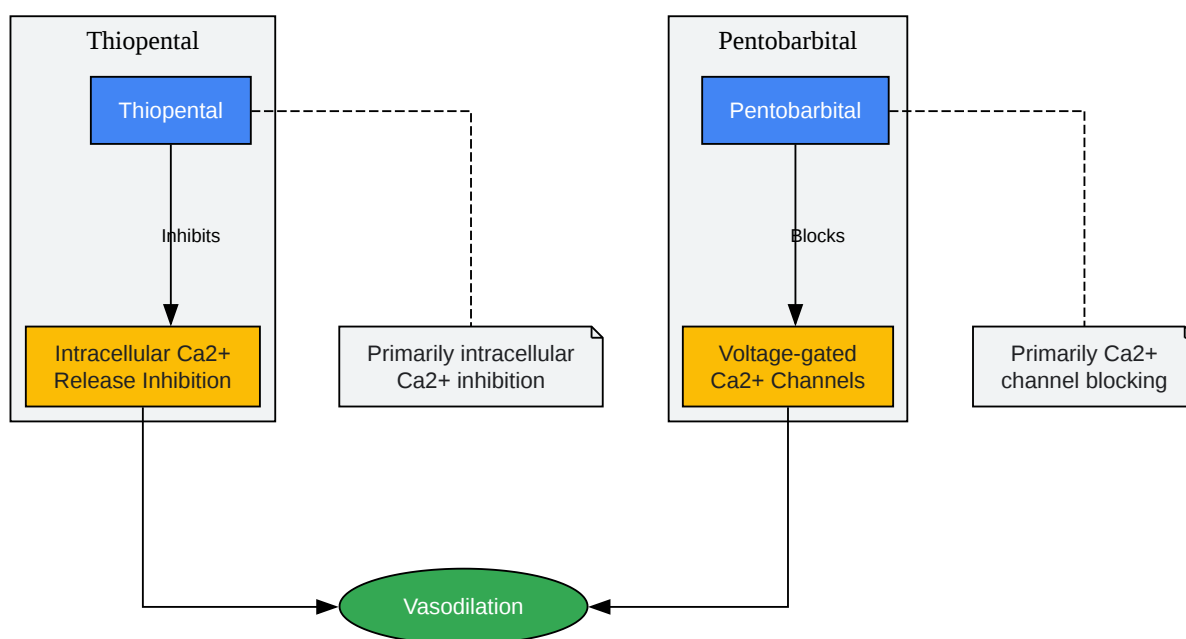 Thiopental
Thiopental
Inhibits
Intracellular Ca2+
Release Inhibition
Primarily intracellular
Ca2+ inhibition
Pentobarbital
Pentobarbital
Blocks
Voltage-gated
Ca2+ Channels
Primarily Ca2+
channel blocking
Vasodilation